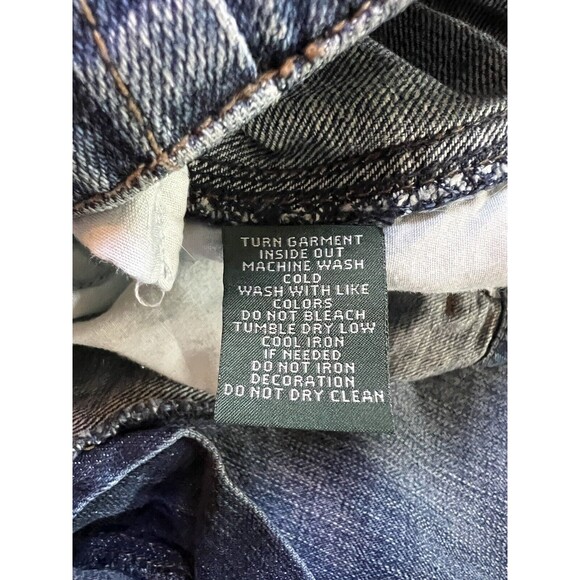 TURN GARMENT
INSIDE OUT
MACHINE WASH
COLD
WASH WITH LIKE
COLORS
DO NOT BLEACH
TUMBLE DRY LOW
COOL IRON
IF NEEDED
DO NOT IRON
DECORATION
DO NOT DRY CLEAN